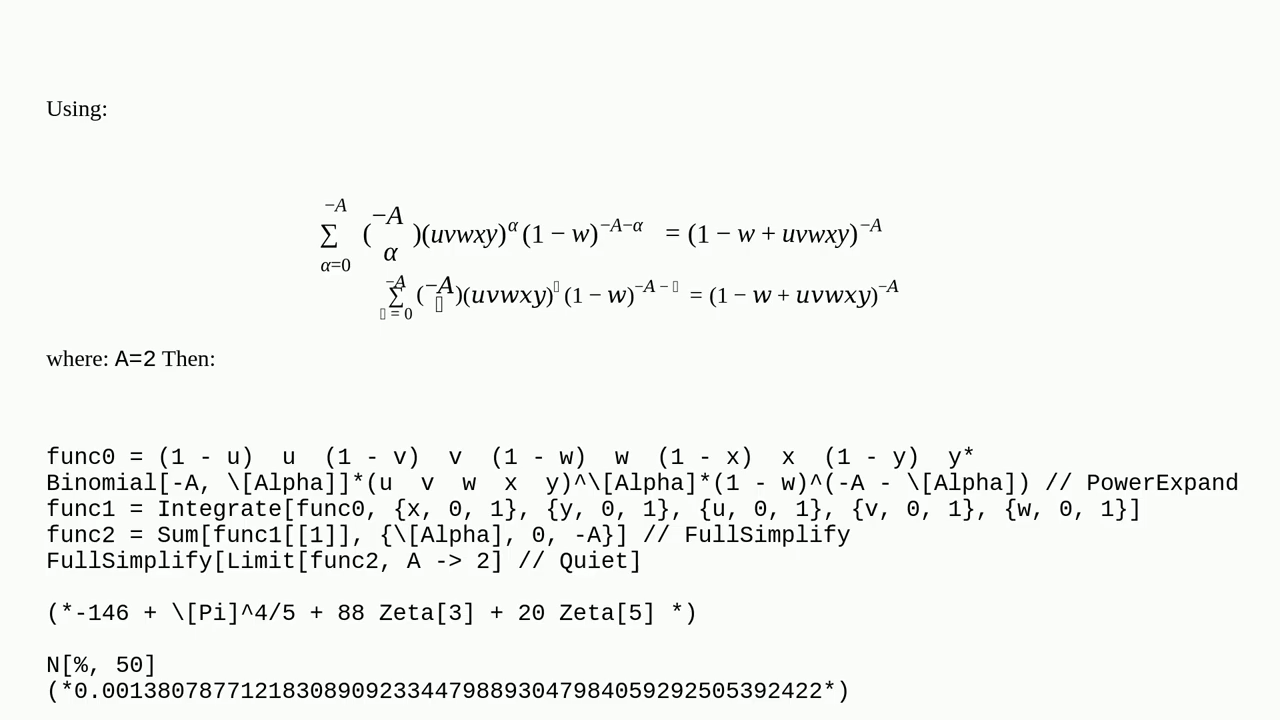 Using:
−A
∑ (−A α)(uvwxy)^α (1 − w)^−A−α = (1 − w + uvwxy)^−A
α=0
−A
∑ (−A )(uvwxy) (1 − w)^−A − = (1 − w + uvwxy)^−A
= 0
where: A=2 Then:
func0 = (1 - u)  u  (1 - v)  v  (1 - w)  w  (1 - x)  x  (1 - y)  y*
Binomial[-A, \[Alpha]]*(u  v  w  x  y)^\[Alpha]*(1 - w)^(-A - \[Alpha]) // PowerExpand
func1 = Integrate[func0, {x, 0, 1}, {y, 0, 1}, {u, 0, 1}, {v, 0, 1}, {w, 0, 1}]
func2 = Sum[func1[[1]], {\[Alpha], 0, -A}] // FullSimplify
FullSimplify[Limit[func2, A -> 2] // Quiet]
(*-146 + \[Pi]^4/5 + 88 Zeta[3] + 20 Zeta[5] *)
N[%, 50]
(*0.0013807877121830890923344798893047984059292505392422*)